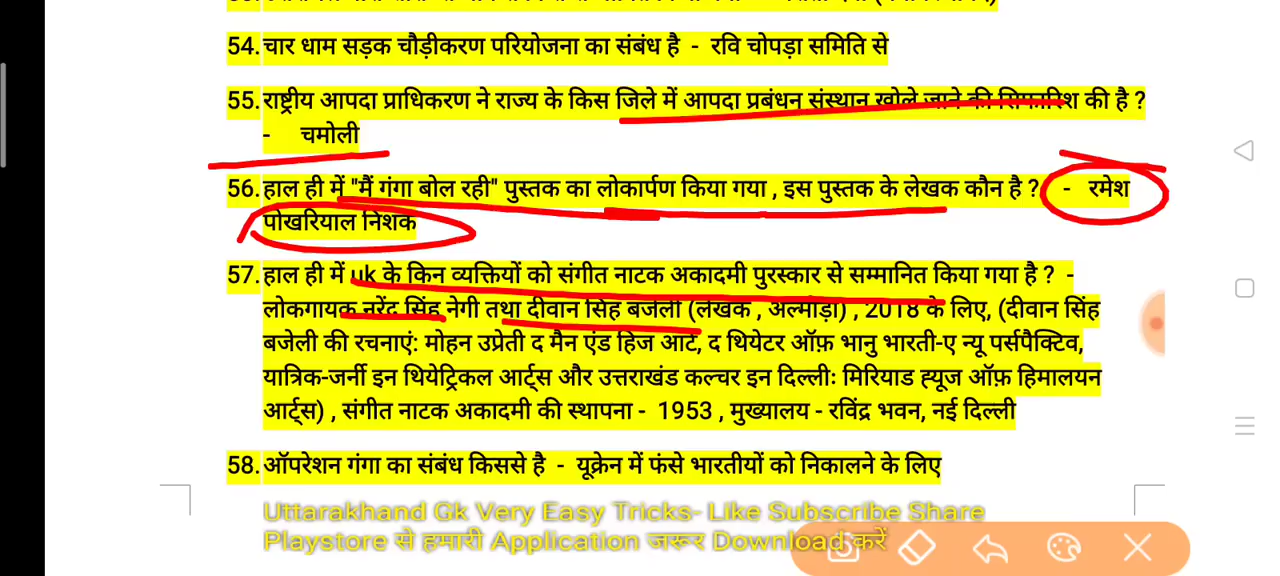 54. चार धाम सड़क चौड़ीकरण परियोजना का संबंध है - रवि चोपड़ा समिति से
55. राष्ट्रीय आपदा प्राधिकरण ने राज्य के किस जिले में आपदा प्रबंधन संस्थान खोले जाने की सिफारिश की है ?
- चमोली
56. हाल ही में "मैं गंगा बोल रही" पुस्तक का लोकार्पण किया गया , इस पुस्तक के लेखक कौन है ? - रमेश
पोखरियाल निशंक
57. हाल ही में uk के किन व्यक्तियों को संगीत नाटक अकादमी पुरस्कार से सम्मानित किया गया है ? -
लोकगायक नरेंद्र सिंह नेगी तथा दीवान सिंह बजेली (लेखक , अल्मोड़ा) , 2018 के लिए, (दीवान सिंह
बजेली की रचनाएं: मोहन उप्रेती द मैन एंड हिज आर्ट, द थियेटर ऑफ़ भानु भारती-ए न्यू पर्सपैक्टिव,
यात्रिक-जर्नी इन थियेट्रिकल आर्ट्स और उत्तराखंड कल्चर इन दिल्लीः मिरियाड ह्यूज ऑफ़ हिमालयन
आर्ट्स) , संगीत नाटक अकादमी की स्थापना - 1953 , मुख्यालय - रविंद्र भवन, नई दिल्ली
58. ऑपरेशन गंगा का संबंध किससे है - यूक्रेन में फंसे भारतीयों को निकालने के लिए
Uttarakhand Gk Very Easy Tricks- Like Subscribe Share
Playstore से हमारी Application जरूर Download करें